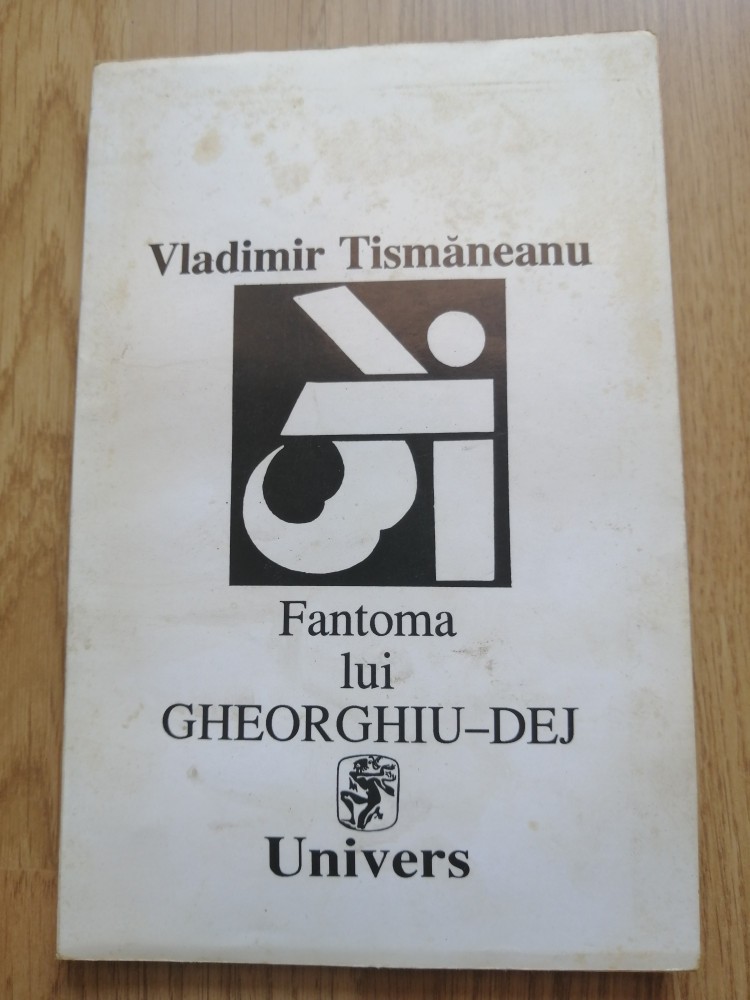 Vladimir Tismăneanu
Fantoma
lui
GHEORGHIU–DEJ
Univers